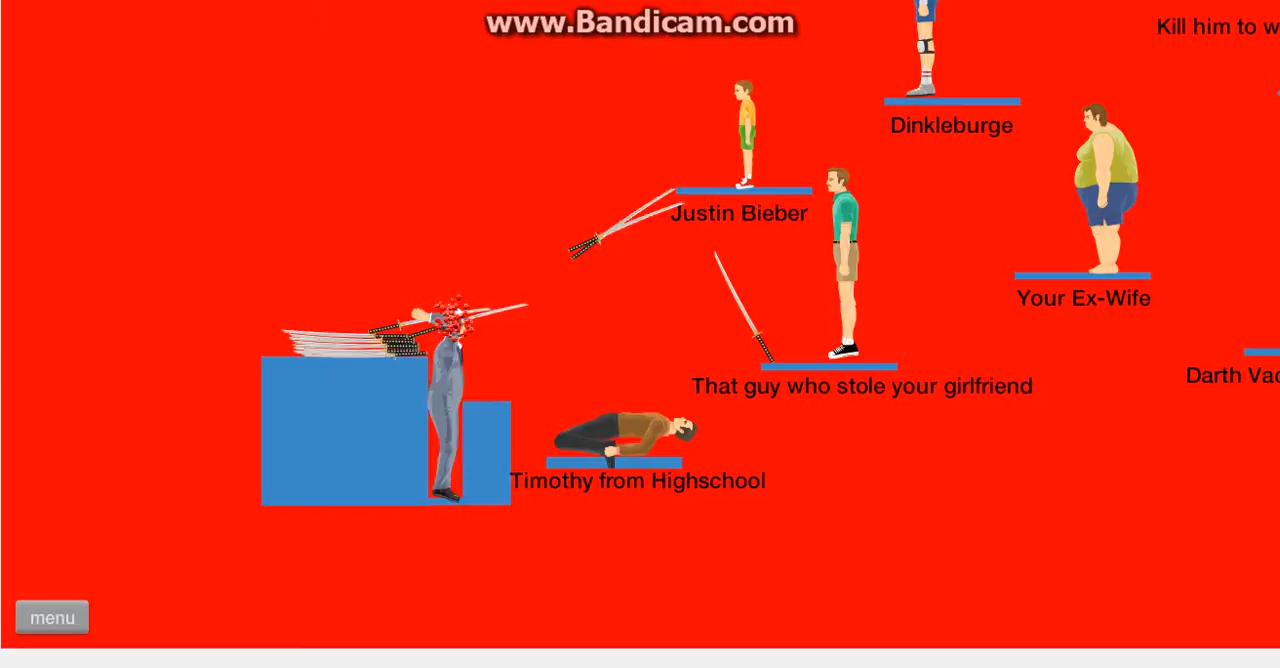 www.Bandicam.com
Kill him to w
Dinkleburge
Justin Bieber
Your Ex-Wife
Darth Vad
That guy who stole your girlfriend
Timothy from Highschool
menu